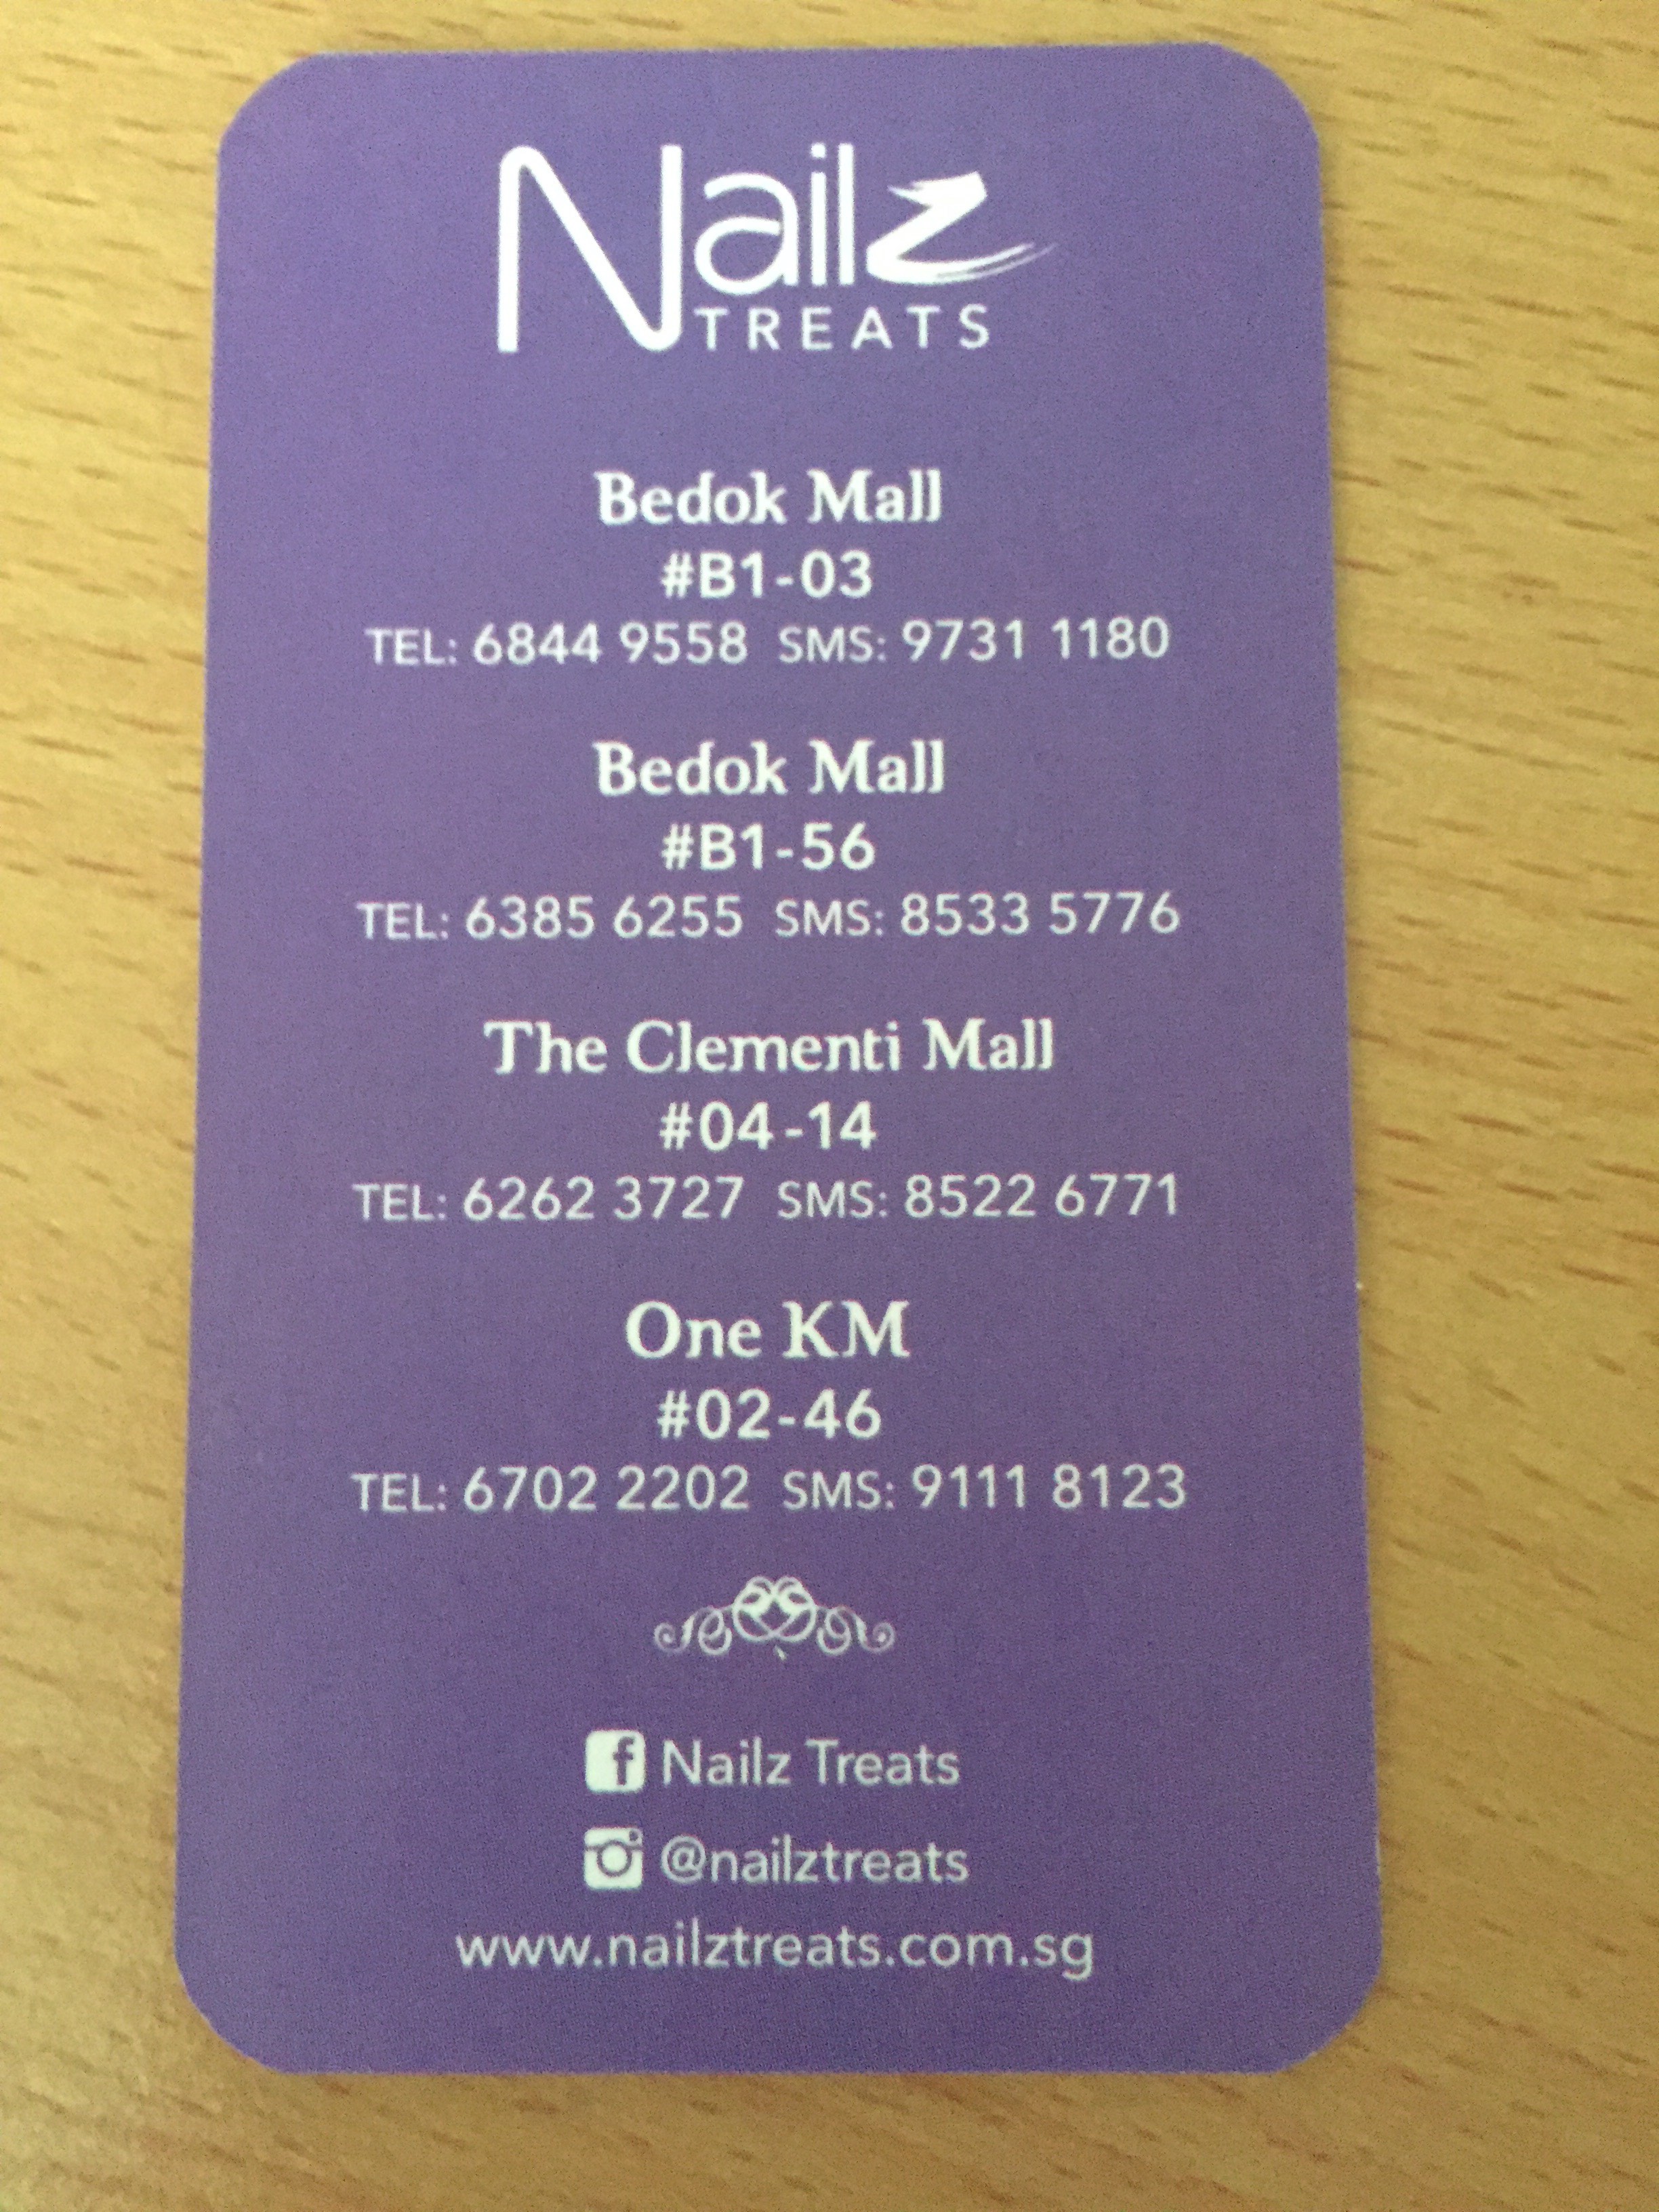 Nailz
TREATS
Bedok Mall
#B1-03
TEL: 6844 9558 SMS: 9731 1180
Bedok Mall
#B1-56
TEL: 6385 6255 SMS: 8533 5776
The Clementi Mall
#04-14
TEL: 6262 3727 SMS: 8522 6771
One KM
#02-46
TEL: 6702 2202 SMS: 9111 8123
f Nailz Treats
@nailztreats
www.nailztreats.com.sg